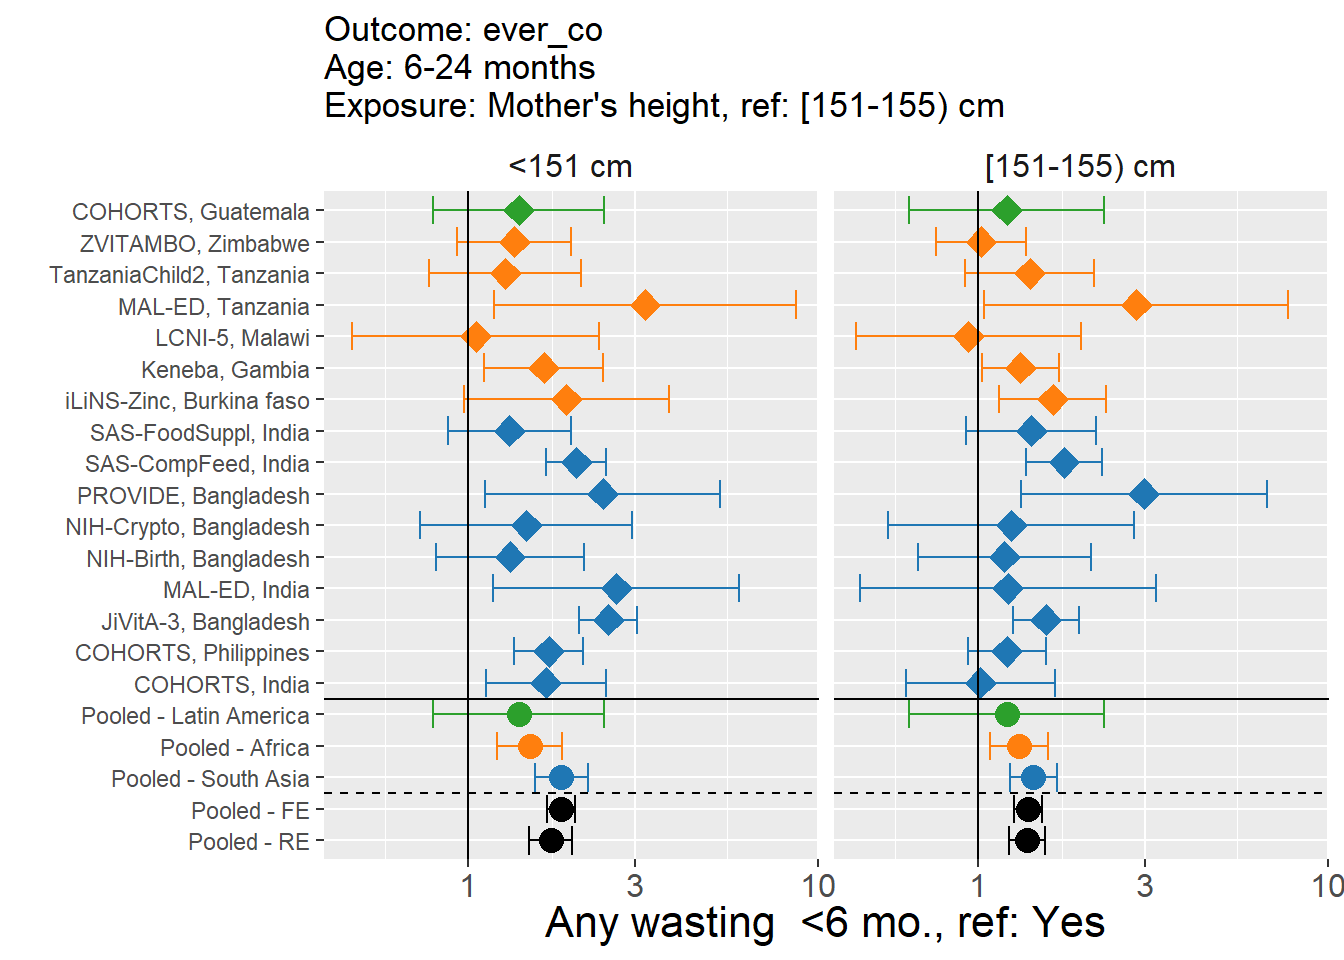 Outcome: ever_co
Age: 6-24 months
Exposure: Mother's height, ref: [151-155) cm
<151 cm
[151-155) cm
COHORTS, Guatemala
ZVITAMBO, Zimbabwe
TanzaniaChild2, Tanzania
MAL-ED, Tanzania
LCNI-5, Malawi
Keneba, Gambia
iLiNS-Zinc, Burkina faso
SAS-FoodSuppl, India
SAS-CompFeed, India
PROVIDE, Bangladesh
NIH-Crypto, Bangladesh
NIH-Birth, Bangladesh
MAL-ED, India
JiVitA-3, Bangladesh
COHORTS, Philippines
COHORTS, India
Pooled - Latin America
Pooled - Africa
Pooled - South Asia
Pooled - FE
Pooled - RE
1 3 10 1 3 10
Any wasting  <6 mo., ref: Yes